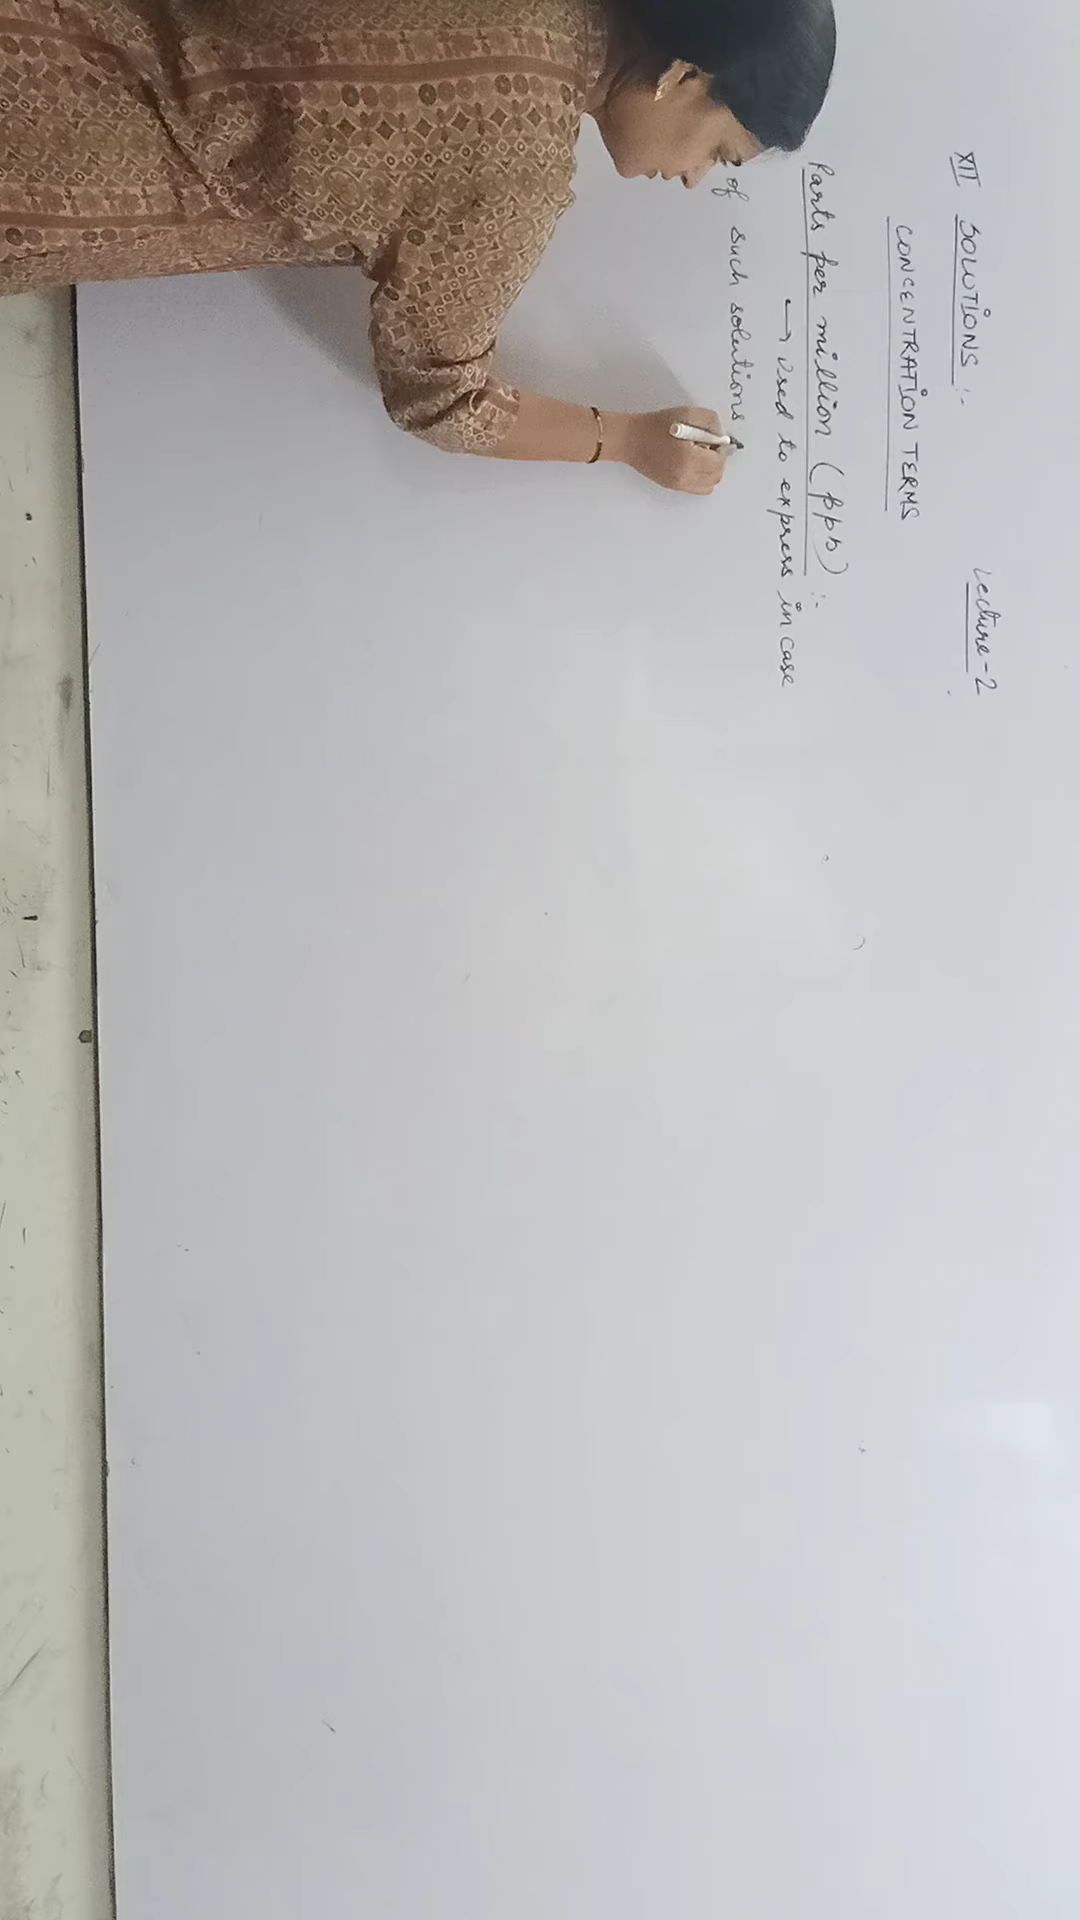 XII SOLUTIONS :- Lecture-2
CONCENTRATION TERMS
Parts per million (ppb) :-
→ Used to express in case
of such solutions